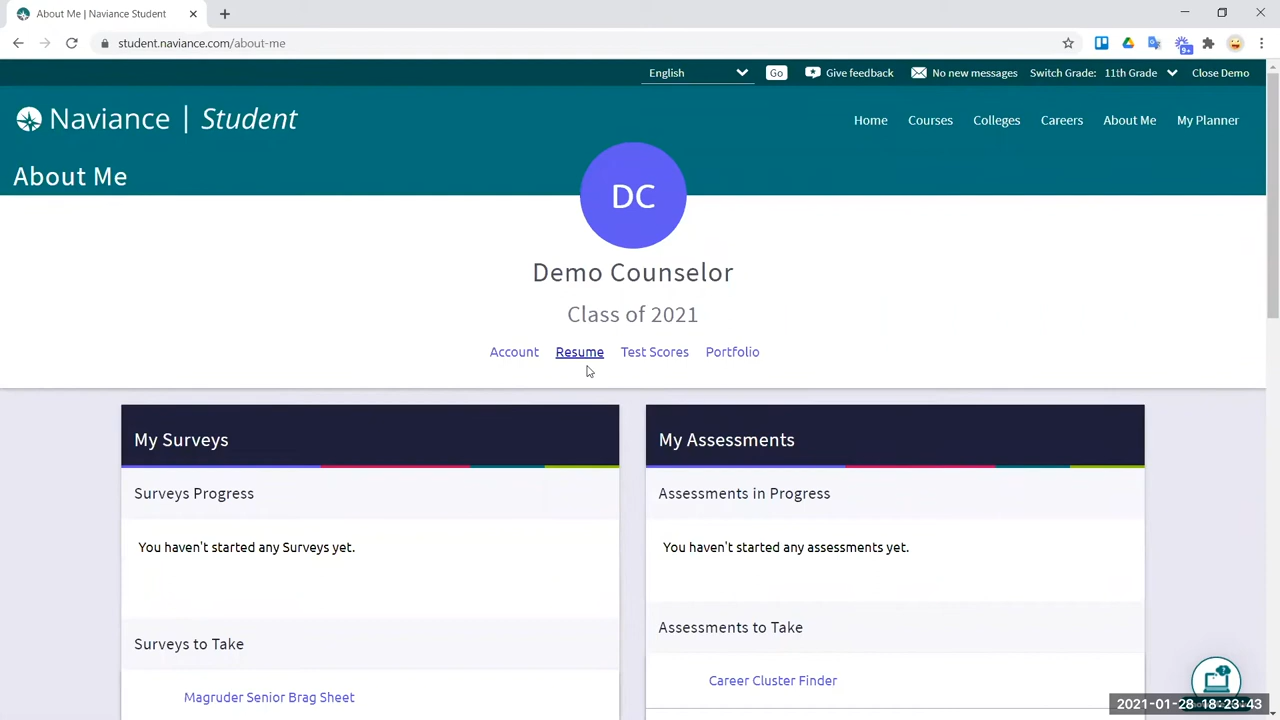 About Me | Naviance Student
student.naviance.com/about-me
9+
English Go Give feedback No new messages Switch Grade: 11th Grade Close Demo
Naviance | Student
Home Courses Colleges Careers About Me My Planner
About Me
DC
Demo Counselor
Class of 2021
Account Resume Test Scores Portfolio
My Surveys
Surveys Progress
You haven't started any Surveys yet.
Surveys to Take
Magruder Senior Brag Sheet
My Assessments
Assessments in Progress
You haven't started any assessments yet.
Assessments to Take
Career Cluster Finder
2021-01-28 18:23:43